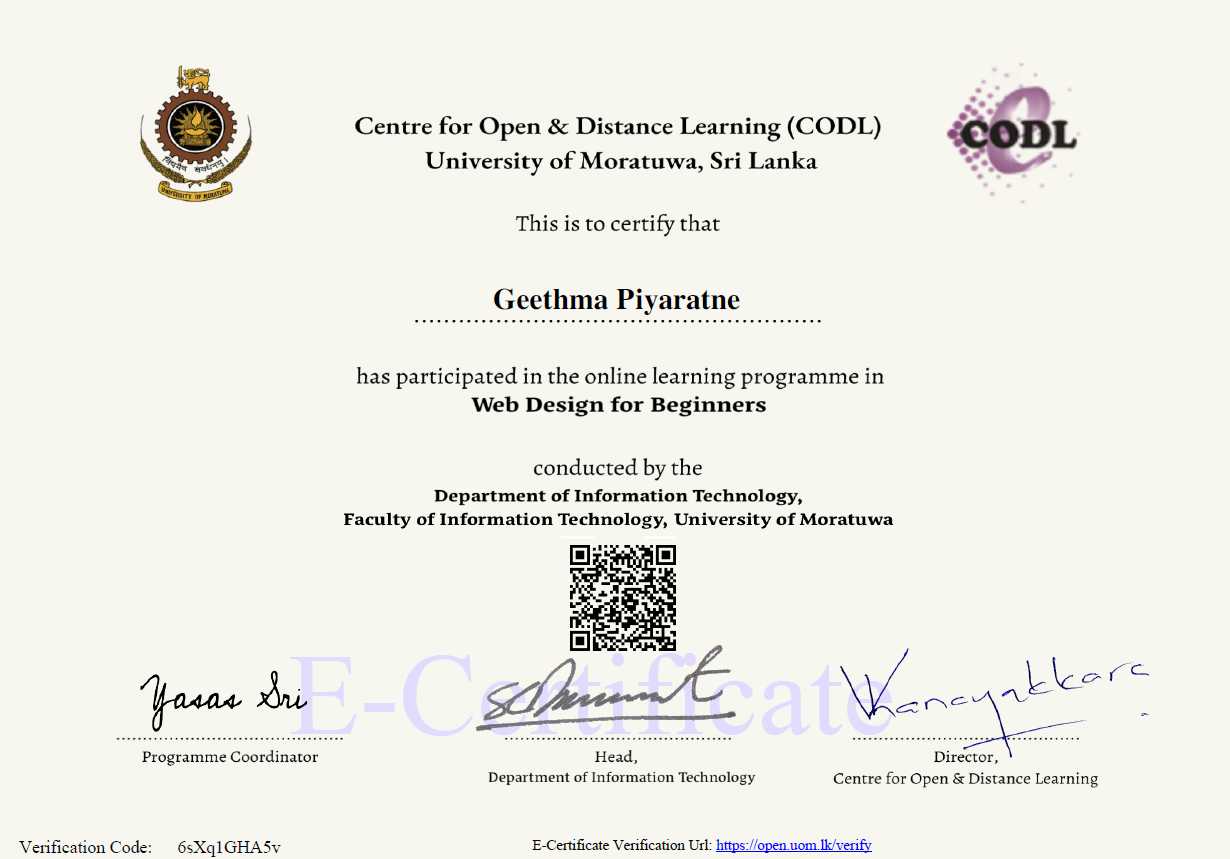 Centre for Open & Distance Learning (CODL)
University of Moratuwa, Sri Lanka
CODL
UNIVERSITY OF MORATUWA
This is to certify that
Geethma Piyaratne
has participated in the online learning programme in
Web Design for Beginners
conducted by the
Department of Information Technology,
Faculty of Information Technology, University of Moratuwa
E-Certificate
Yasas Sri
Programme Coordinator
Head,
Department of Information Technology
Director,
Centre for Open & Distance Learning
Verification Code: 6sXq1GHA5v
E-Certificate Verification Url: https://open.uom.lk/verify